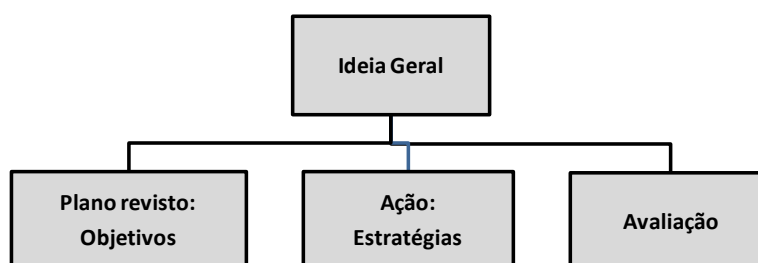 Ideia Geral
Plano revisto:
Objetivos
Ação:
Estratégias
Avaliação